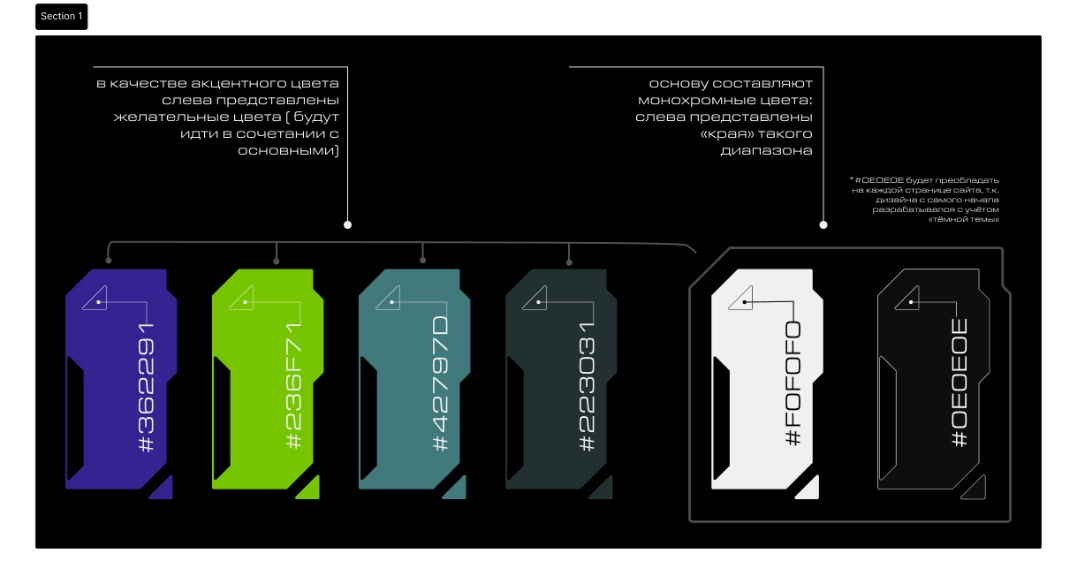 Section 1
в качестве акцентного цвета
слева представлены
желательные цвета ( будут
идти в сочетании с
основными)
основу составляют
монохромные цвета:
слева представлены
«края» такого
диапазона
* #0E0E0E будет преобладать
на каждой странице сайта, т.к.
дизайна с самого начала
разрабатывался с учётом
«тёмной темы»
#362291
#236F71
#42797D
#223031
#F0F0F0
#0E0E0E